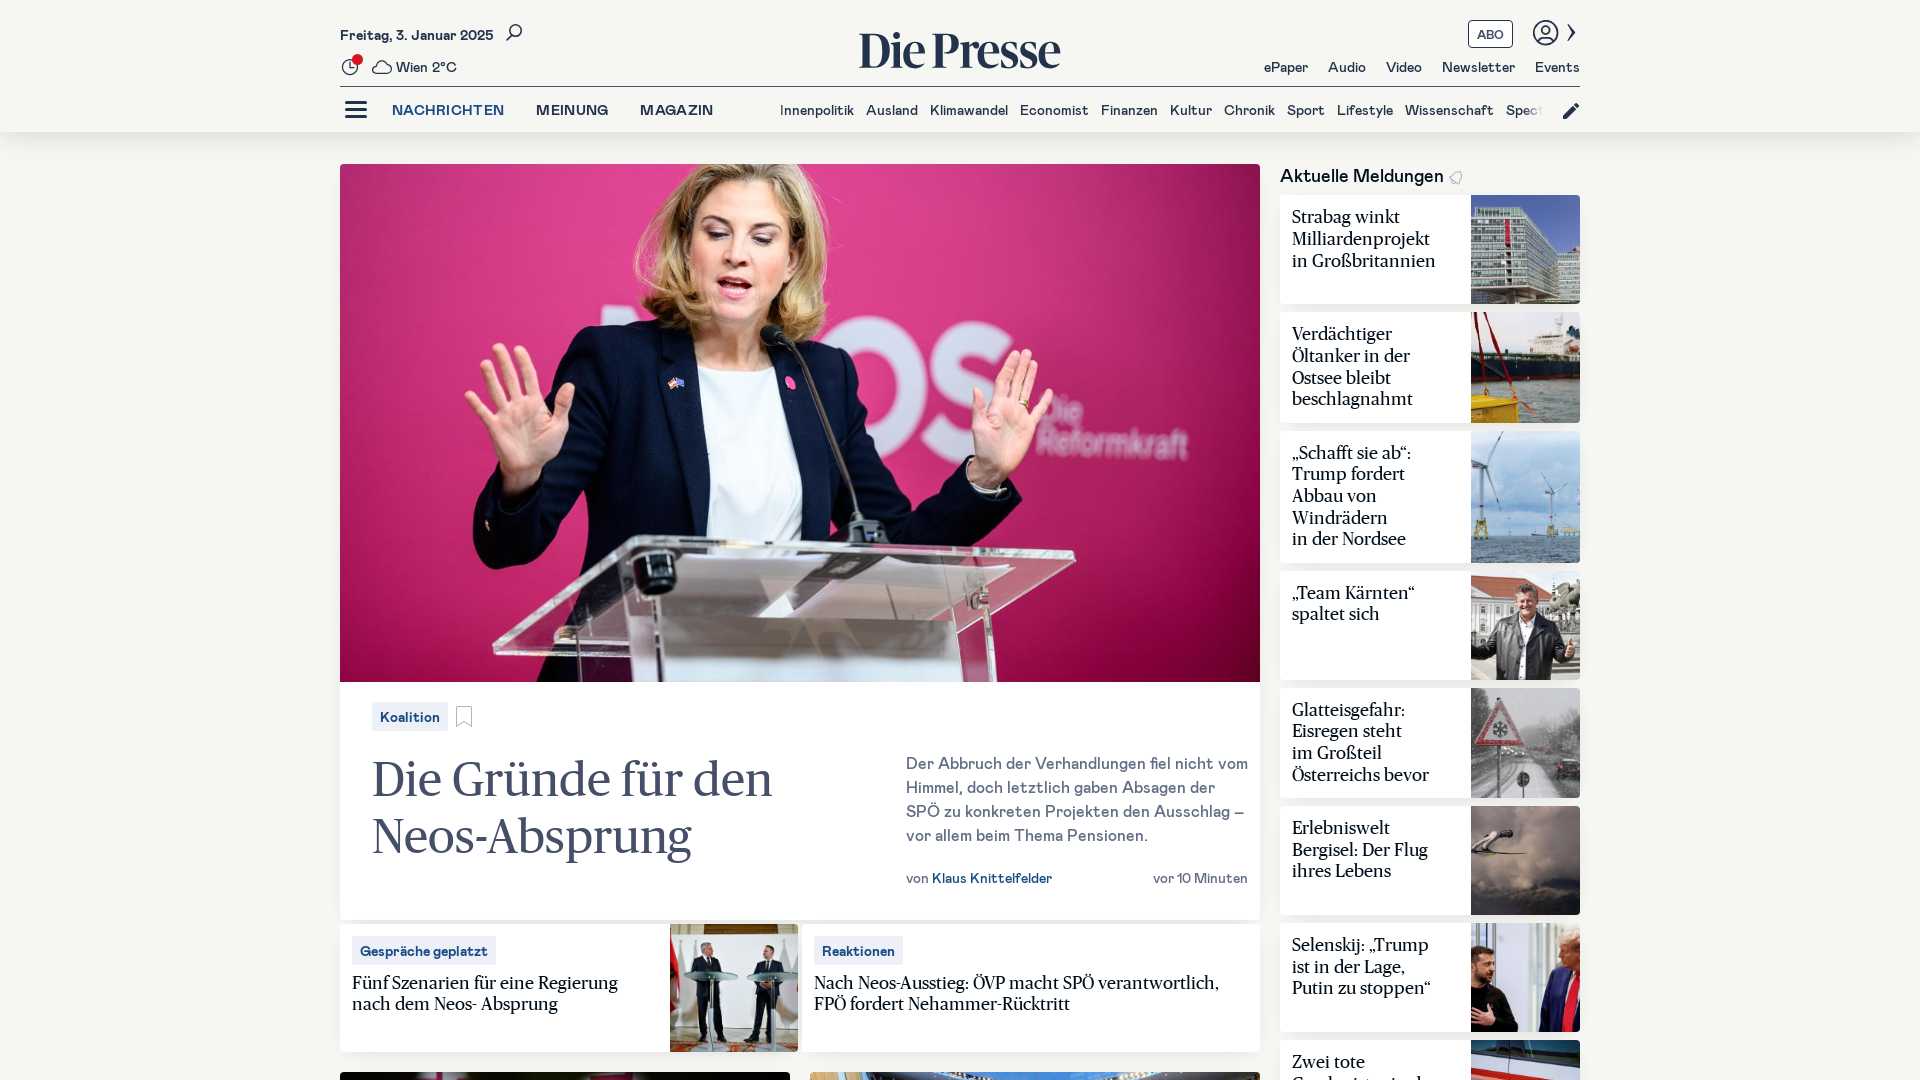 Freitag, 3. Januar 2025
Die Presse
ABO
Wien 2°C
ePaper
Audio
Video
Newsletter
Events
NACHRICHTEN
MEINUNG
MAGAZIN
Innenpolitik
Ausland
Klimawandel
Economist
Finanzen
Kultur
Chronik
Sport
Lifestyle
Wissenschaft
NEOS
Die
Reformkraft
Koalition
Die Gründe für den
Neos-Absprung
Der Abbruch der Verhandlungen fiel nicht vom
Himmel, doch letztlich gaben Absagen der
SPÖ zu konkreten Projekten den Ausschlag –
vor allem beim Thema Pensionen.
von Klaus Knittelfelder
vor 10 Minuten
Gespräche geplatzt
Fünf Szenarien für eine Regierung
nach dem Neos- Absprung
Reaktionen
Nach Neos-Ausstieg: ÖVP macht SPÖ verantwortlich,
FPÖ fordert Nehammer-Rücktritt
Aktuelle Meldungen
Strabag winkt
Milliardenprojekt
in Großbritannien
Verdächtiger
Öltanker in der
Ostsee bleibt
beschlagnahmt
„Schafft sie ab“:
Trump fordert
Abbau von
Windrädern
in der Nordsee
„Team Kärnten“
spaltet sich
Glatteisgefahr:
Eisregen steht
im Großteil
Österreichs bevor
Erlebniswelt
Bergisel: Der Flug
ihres Lebens
Selenskij: „Trump
ist in der Lage,
Putin zu stoppen“
Zwei tote